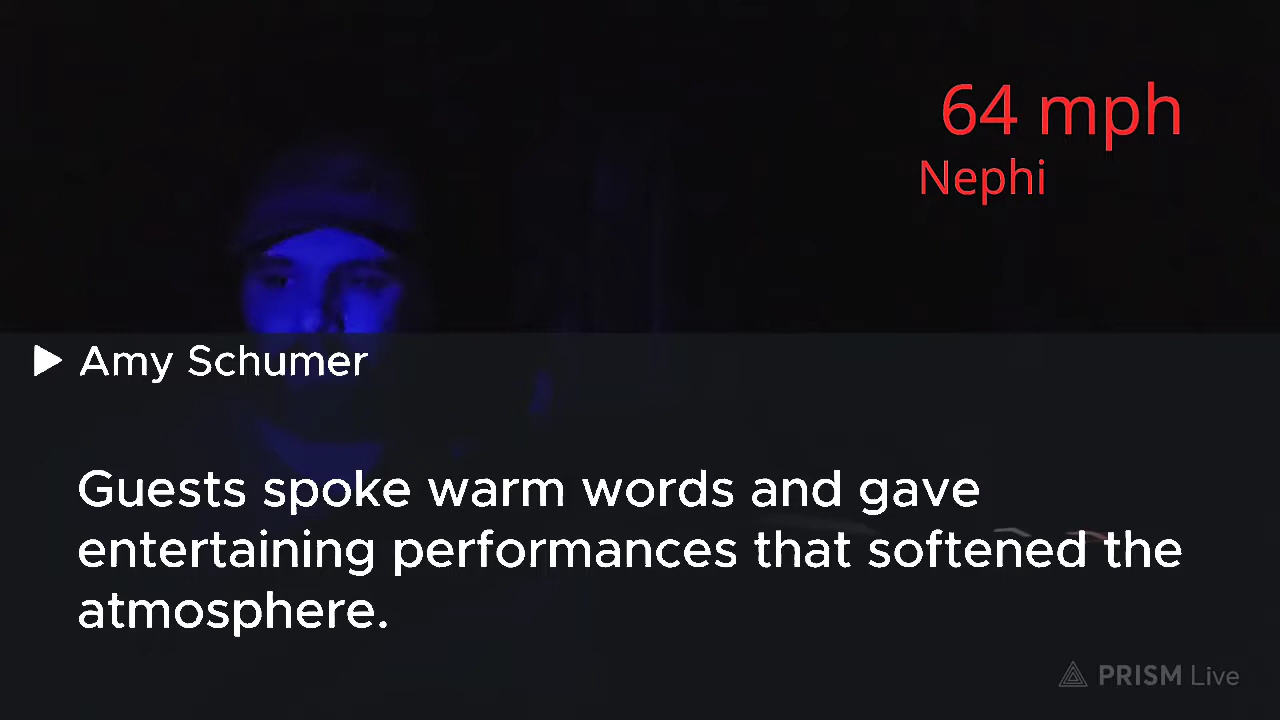 64 mph
Nephi
▶ Amy Schumer
Guests spoke warm words and gave
entertaining performances that softened the
atmosphere.
PRISM Live